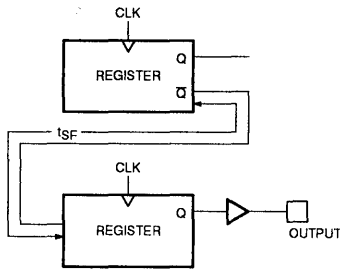 CLK
Q
REGISTER
Q̅
tSF
CLK
Q
REGISTER
OUTPUT